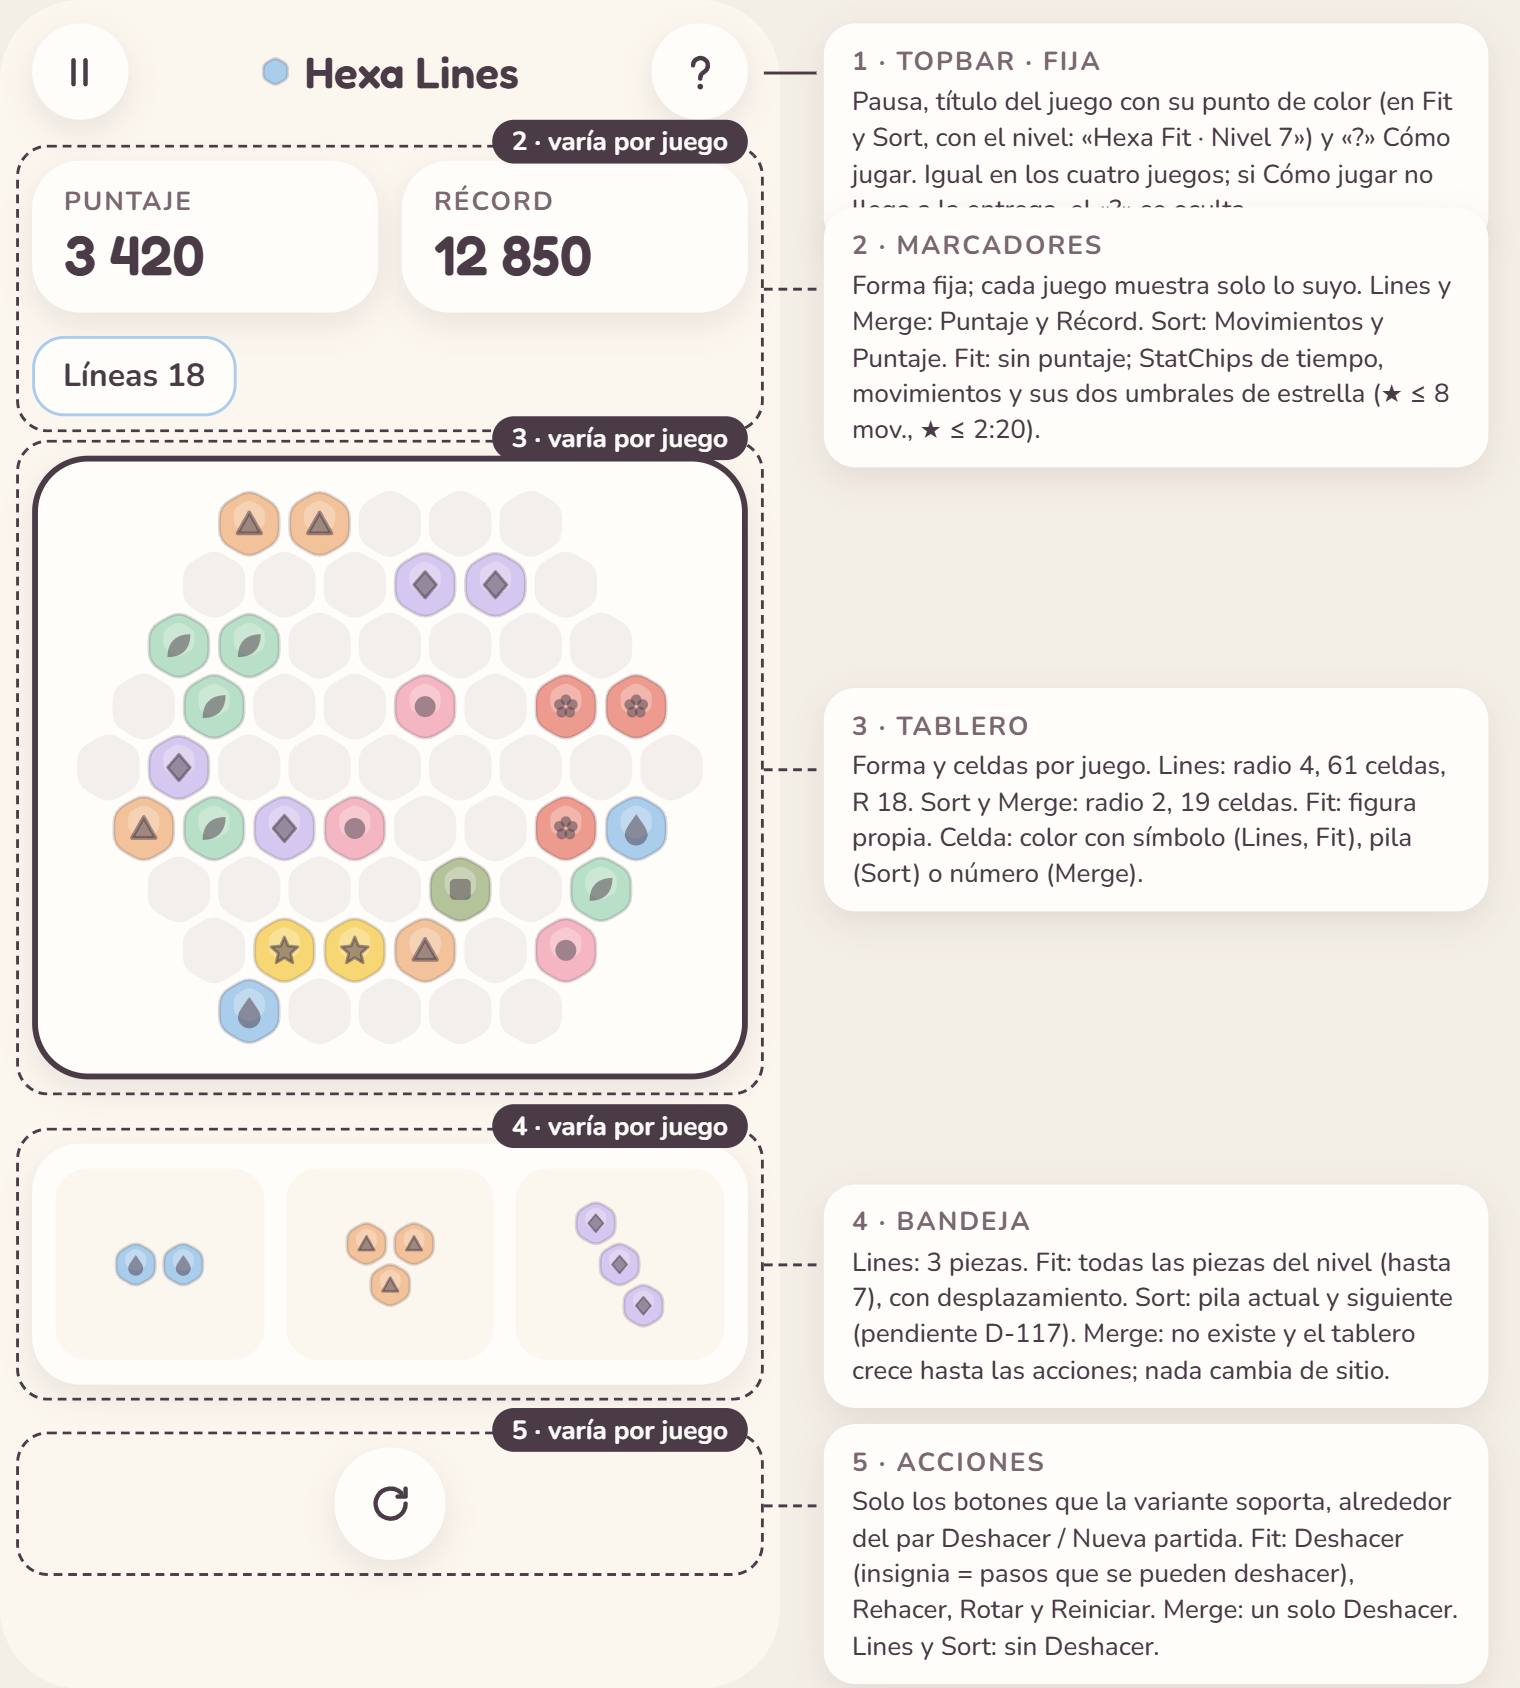 Hexa Lines
?
2 · varía por juego
PUNTAJE
3 420
RÉCORD
12 850
Líneas 18
3 · varía por juego
4 · varía por juego
5 · varía por juego
1 · TOPBAR · FIJA
Pausa, título del juego con su punto de color (en Fit
y Sort, con el nivel: «Hexa Fit · Nivel 7») y «?» Cómo
jugar. Igual en los cuatro juegos; si Cómo jugar no
llega a la entrega, el «?» se oculta.
2 · MARCADORES
Forma fija; cada juego muestra solo lo suyo. Lines y
Merge: Puntaje y Récord. Sort: Movimientos y
Puntaje. Fit: sin puntaje; StatChips de tiempo,
movimientos y sus dos umbrales de estrella (★ ≤ 8
mov., ★ ≤ 2:20).
3 · TABLERO
Forma y celdas por juego. Lines: radio 4, 61 celdas,
R 18. Sort y Merge: radio 2, 19 celdas. Fit: figura
propia. Celda: color con símbolo (Lines, Fit), pila
(Sort) o número (Merge).
4 · BANDEJA
Lines: 3 piezas. Fit: todas las piezas del nivel (hasta
7), con desplazamiento. Sort: pila actual y siguiente
(pendiente D-117). Merge: no existe y el tablero
crece hasta las acciones; nada cambia de sitio.
5 · ACCIONES
Solo los botones que la variante soporta, alrededor
del par Deshacer / Nueva partida. Fit: Deshacer
(insignia = pasos que se pueden deshacer),
Rehacer, Rotar y Reiniciar. Merge: un solo Deshacer.
Lines y Sort: sin Deshacer.